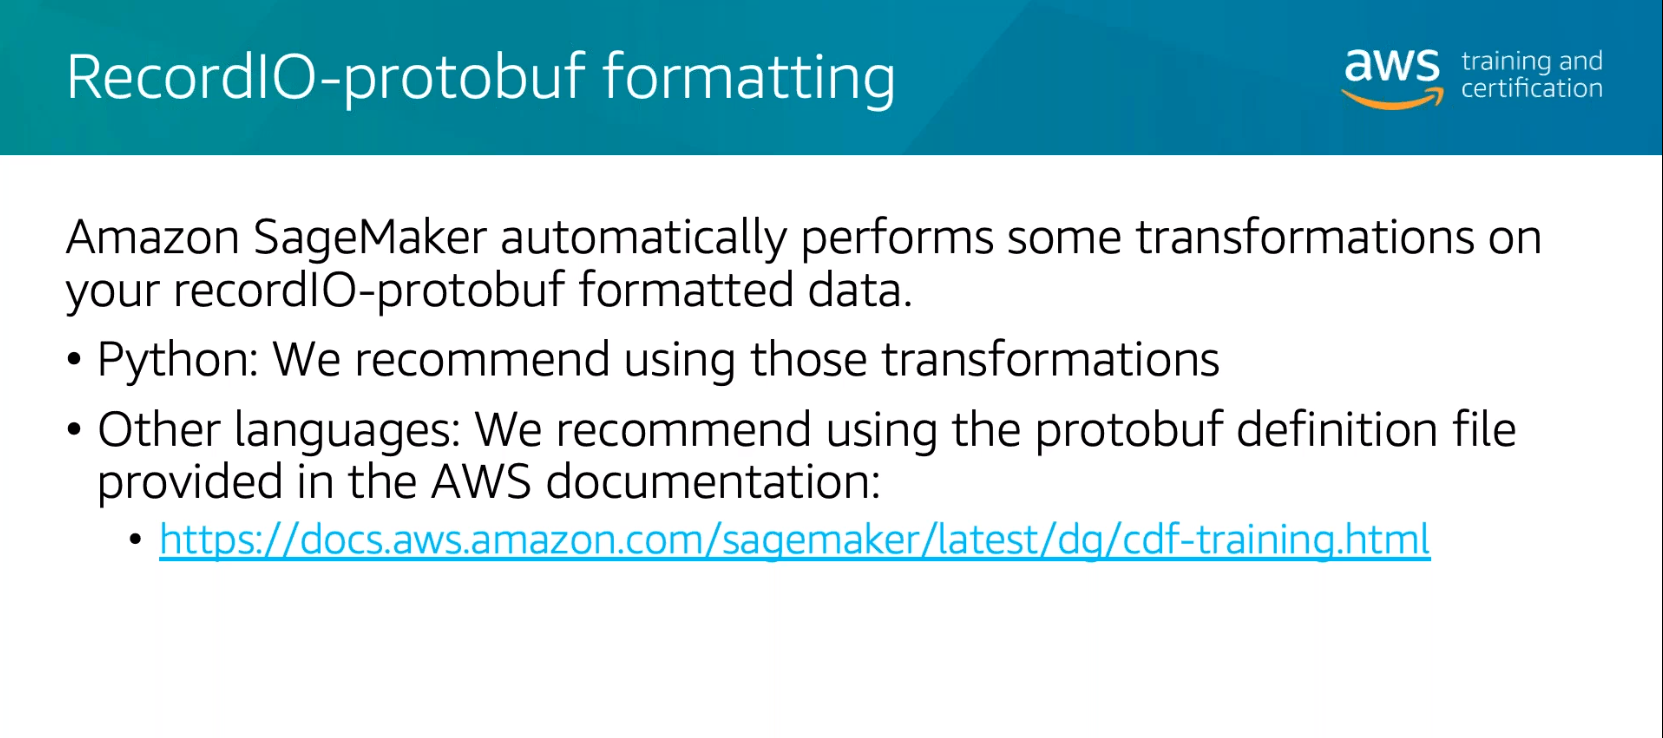 RecordIO-protobuf formatting
aws training and
certification
Amazon SageMaker automatically performs some transformations on
your recordIO-protobuf formatted data.
• Python: We recommend using those transformations
• Other languages: We recommend using the protobuf definition file
provided in the AWS documentation:
• https://docs.aws.amazon.com/sagemaker/latest/dg/cdf-training.html